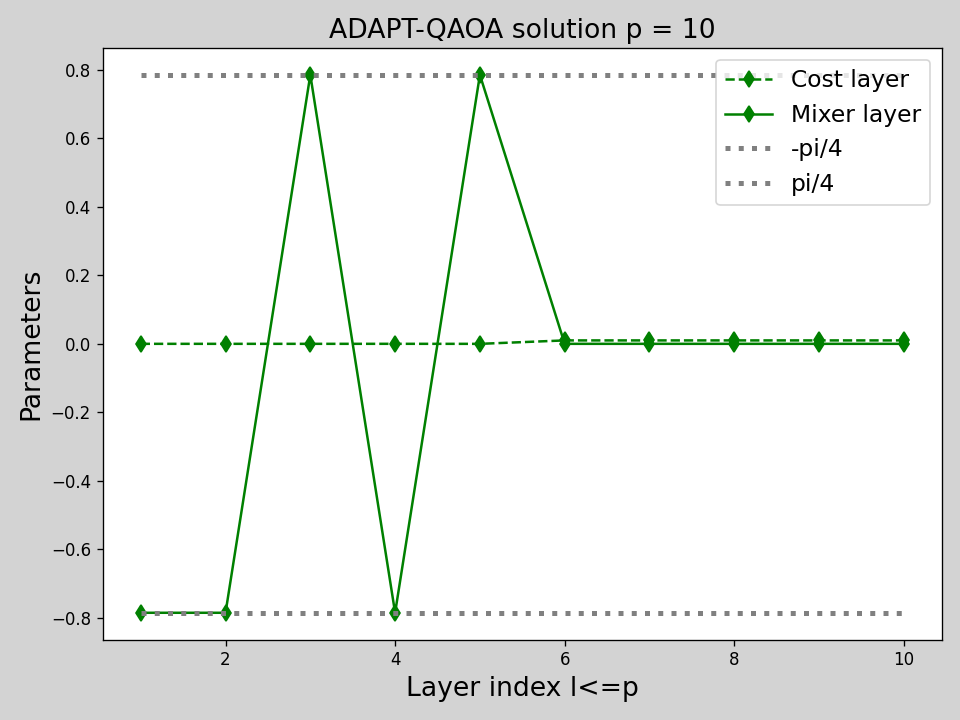 ADAPT-QAOA solution p = 10
Cost layer
Mixer layer
-pi/4
pi/4
0.8
0.6
0.4
0.2
0.0
−0.2
−0.4
−0.6
−0.8
Parameters
2
4
6
8
10
Layer index l<=p